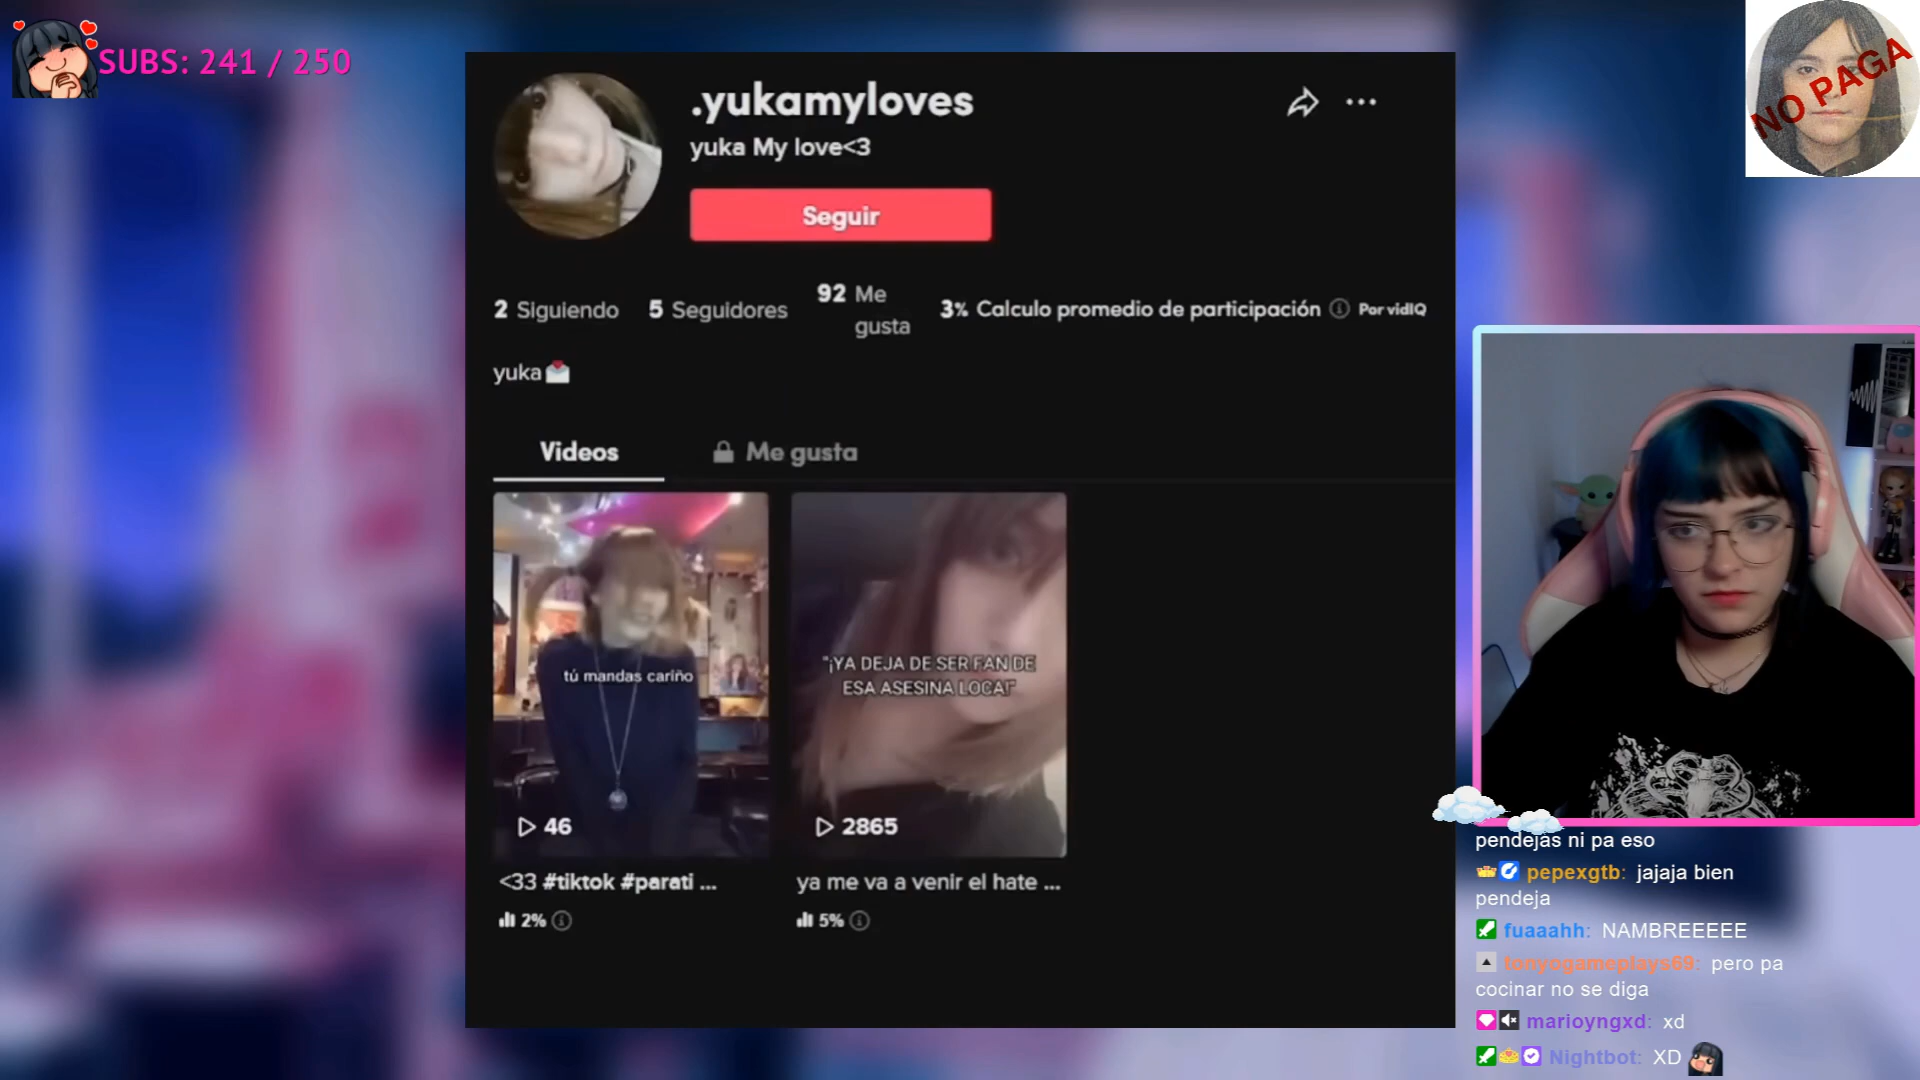 SUBS: 241 / 250
NO PAGA
.yukamyloves
yuka My love<3
Seguir
2 Siguiendo
5 Seguidores
92 Me
gusta
3% Calculo promedio de participación
Por vidIQ
yuka
Videos
Me gusta
tú mandas cariño
46
<33 #tiktok #parati ...
2%
"¡YA DEJA DE SER FAN DE
ESA ASESINA LOCA!"
2865
ya me va a venir el hate ...
5%
pendejas ni pa eso
pepexgtb: jajaja bien
pendeja
fuaaahh: NAMBREEEEE
tonyogameplays69: pero pa
cocinar no se diga
marioyngxd: xd
Nightbot: XD